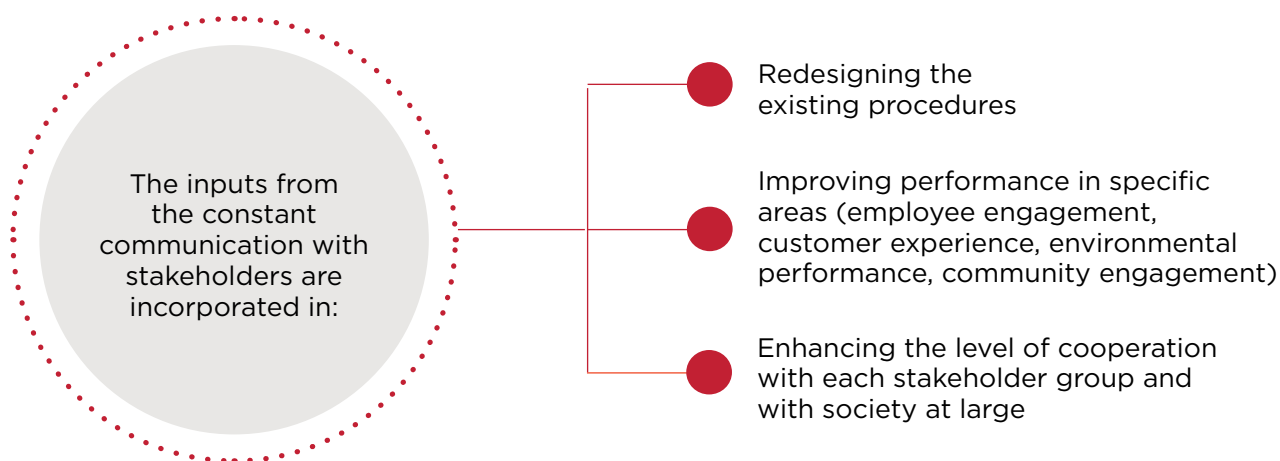 The inputs from
the constant
communication with
stakeholders are
incorporated in:
Redesigning the
existing procedures
Improving performance in specific
areas (employee engagement,
customer experience, environmental
performance, community engagement)
Enhancing the level of cooperation
with each stakeholder group and
with society at large